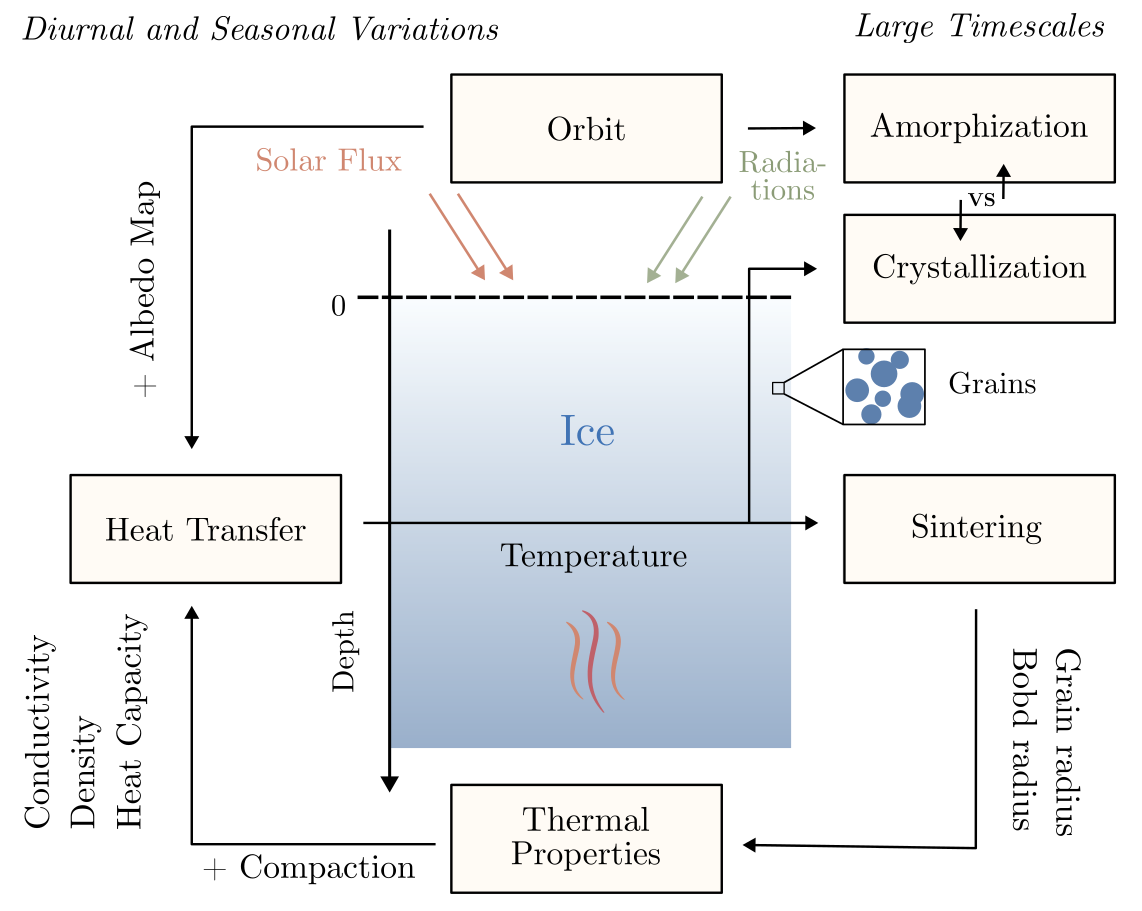 Diurnal and Seasonal Variations
Large Timescales
Orbit
Amorphization
Solar Flux
Radia-
tions
vs
+ Albedo Map
Crystallization
0
Grains
Ice
Heat Transfer
Sintering
Temperature
Depth
Conductivity
Density
Heat Capacity
Grain radius
Bobd radius
Thermal
Properties
+ Compaction